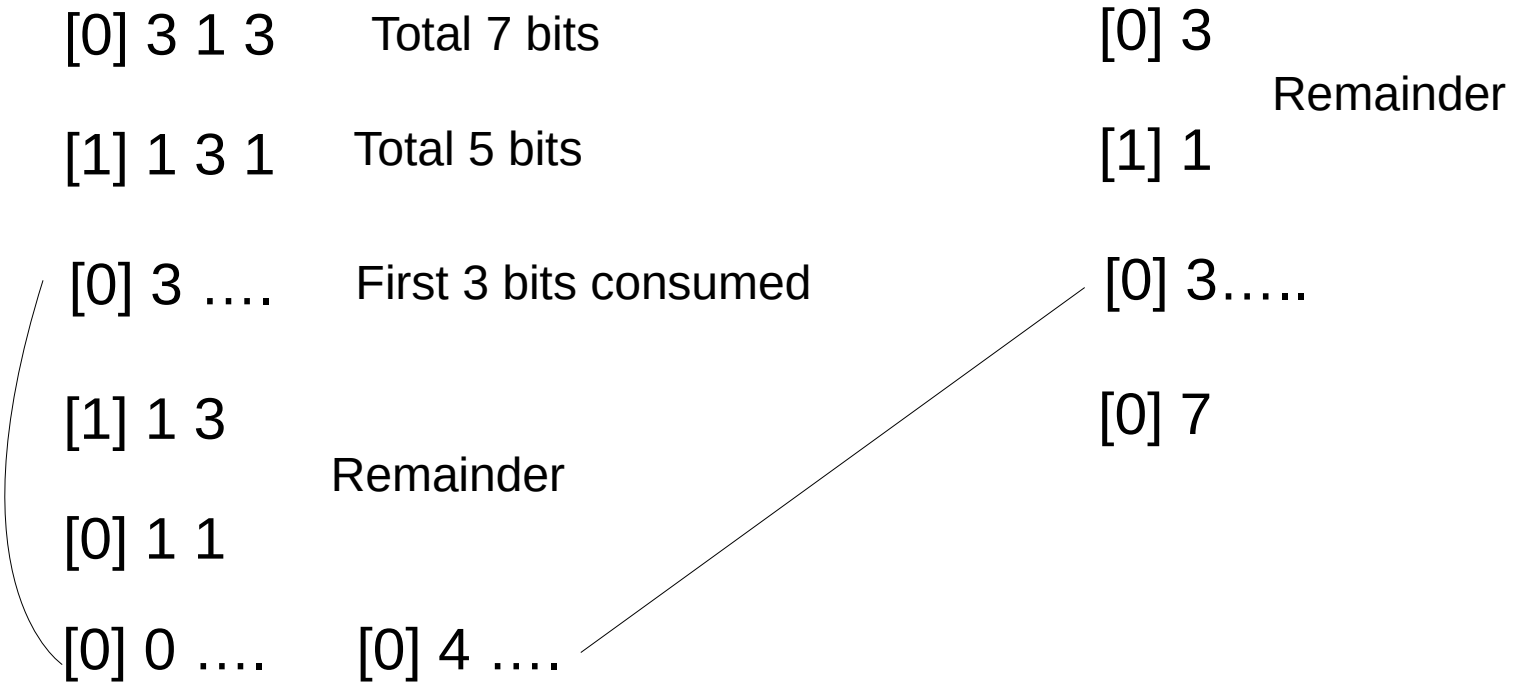 [0] 3 1 3 Total 7 bits
[1] 1 3 1 Total 5 bits
[0] 3 …. First 3 bits consumed
[1] 1 3
Remainder
[0] 1 1
[0] 0 …. [0] 4 ….
[0] 3
Remainder
[1] 1
[0] 3…..
[0] 7